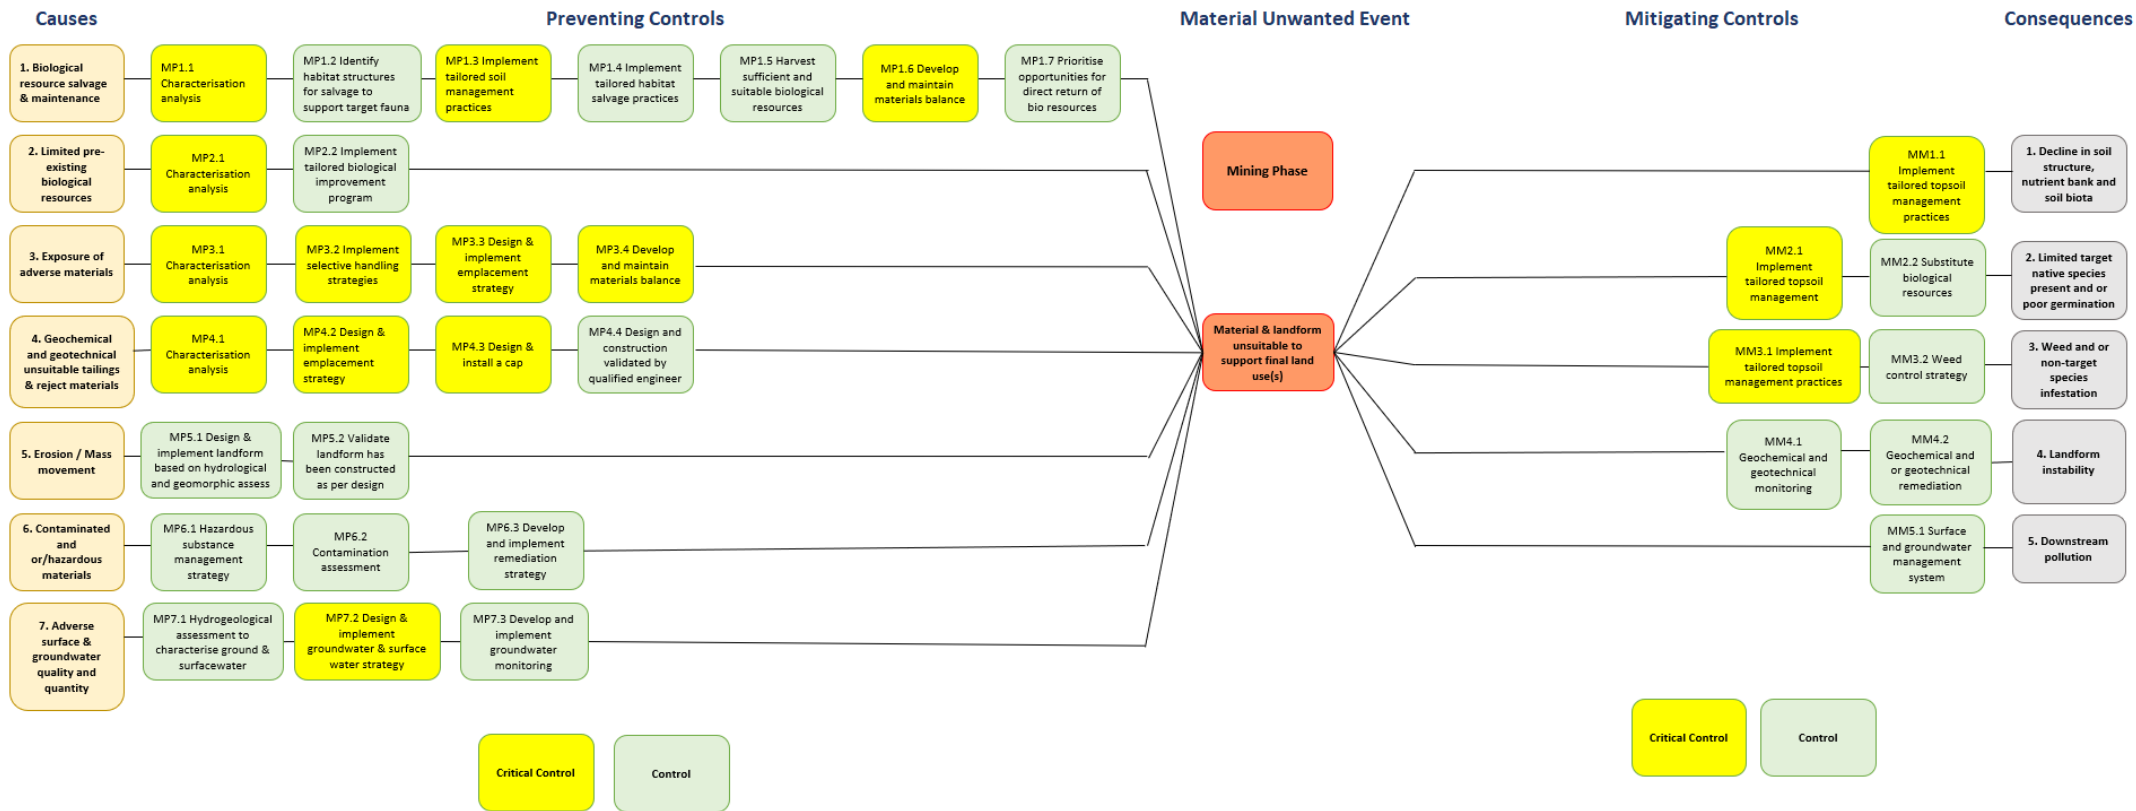 Causes
Preventing Controls
Material Unwanted Event
Mitigating Controls
Consequences
1. Biological
resource salvage
& maintenance
MP1.1
Characterisation
analysis
MP1.2 Identify
habitat structures
for salvage to
support target fauna
MP1.3 Implement
tailored soil
management
practices
MP1.4 Implement
tailored habitat
salvage practices
MP1.5 Harvest
sufficient and
suitable biological
resources
MP1.6 Develop
and maintain
materials balance
MP1.7 Prioritise
opportunities for
direct return of
bio resources
2. Limited pre-
existing
biological
resources
MP2.1
Characterisation
analysis
MP2.2 Implement
tailored biological
improvement
program
Mining Phase
MM1.1
Implement
tailored topsoil
management
practices
1. Decline in soil
structure,
nutrient bank and
soil biota
3. Exposure of
adverse materials
MP3.1
Characterisation
analysis
MP3.2 Implement
selective handling
strategies
MP3.3 Design &
implement
emplacement
strategy
MP3.4 Develop
and maintain
materials balance
MM2.1
Implement
tailored topsoil
management
MM2.2 Substitute
biological
resources
2. Limited target
native species
present and or
poor germination
4. Geochemical
and geotechnical
unsuitable tailings
& reject materials
MP4.1
Characterisation
analysis
MP4.2 Design &
implement
emplacement
strategy
MP4.3 Design &
install a cap
MP4.4 Design and
construction
validated by
qualified engineer
Material & landform
unsuitable to
support final land
use(s)
MM3.1 Implement
tailored topsoil
management practices
MM3.2 Weed
control strategy
3. Weed and or
non-target
species
infestation
5. Erosion / Mass
movement
MP5.1 Design &
implement landform
based on hydrological
and geomorphic assess
MP5.2 Validate
landform has
been constructed
as per design
MM4.1
Geochemical and
geotechnical
monitoring
MM4.2
Geochemical and
or geotechnical
remediation
4. Landform
instability
6. Contaminated
and
or/hazardous
materials
MP6.1 Hazardous
substance
management
strategy
MP6.2
Contamination
assessment
MP6.3 Develop
and implement
remediation
strategy
MM5.1 Surface
and groundwater
management
system
5. Downstream
pollution
7. Adverse
surface &
groundwater
quality and
quantity
MP7.1 Hydrogeological
assessment to
characterise ground &
surfacewater
MP7.2 Design &
implement
groundwater & surface
water strategy
MP7.3 Develop and
implement
groundwater
monitoring
Critical Control
Control
Critical Control
Control